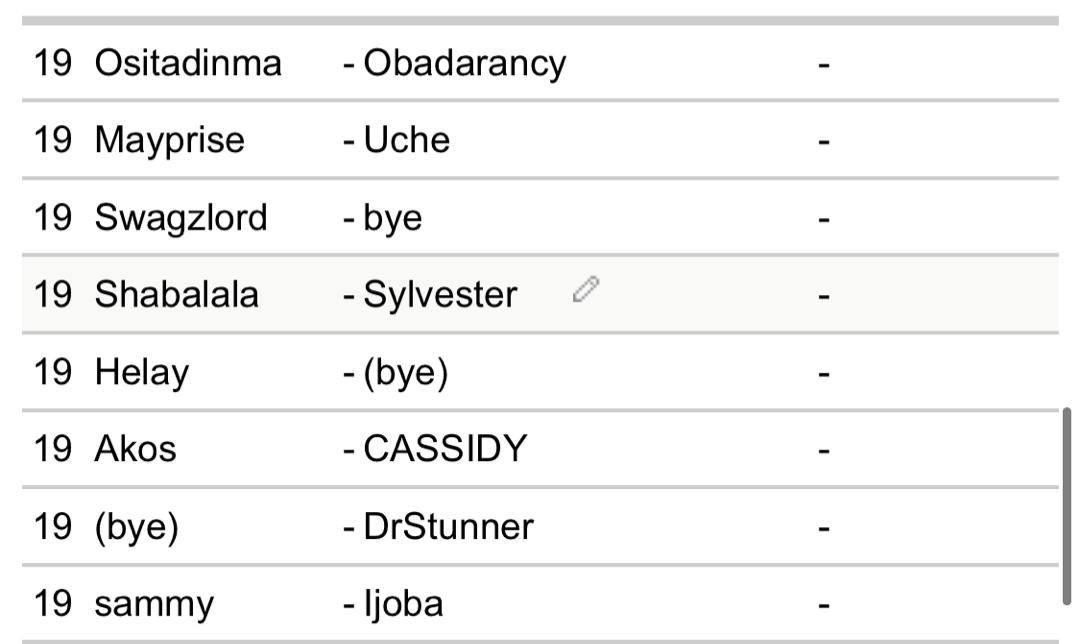 19 Ositadinma - Obadarancy -
19 Mayprise - Uche -
19 Swagzlord - bye -
19 Shabalala - Sylvester -
19 Helay - (bye) -
19 Akos - CASSIDY -
19 (bye) - DrStunner -
19 sammy - Ijoba -